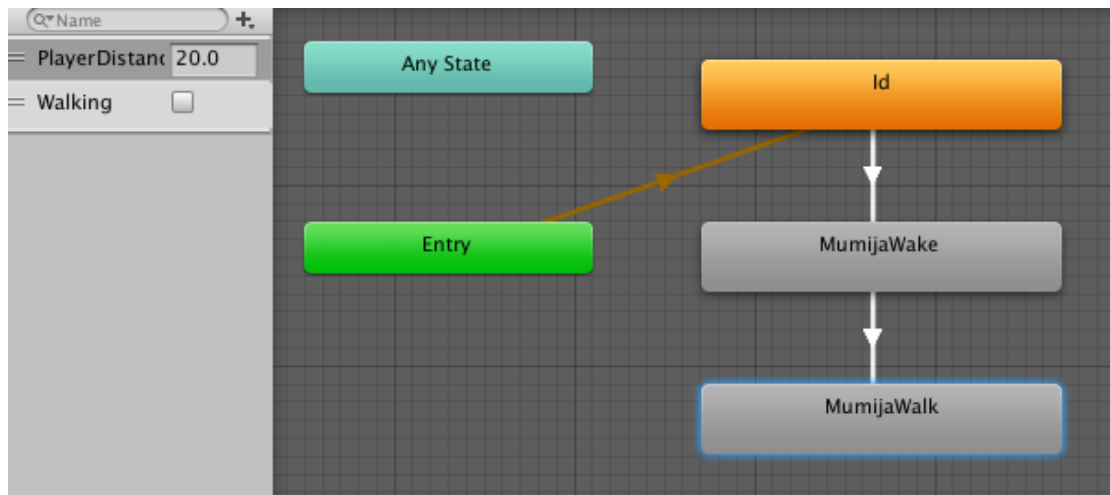 Name
PlayerDistanc 20.0
Walking
Any State
Id
Entry
MumijaWake
MumijaWalk